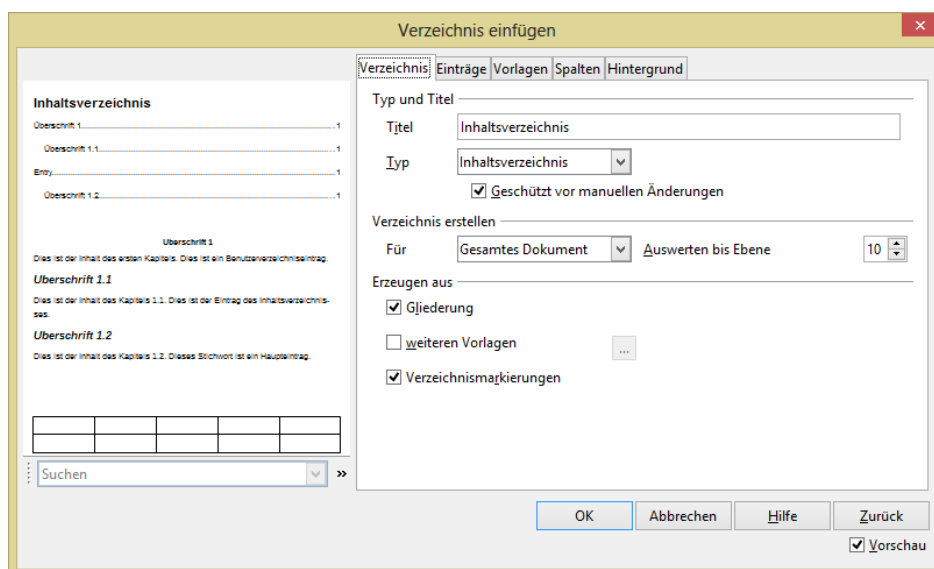 Verzeichnis einfügen
Verzeichnis Einträge Vorlagen Spalten Hintergrund
Inhaltsverzeichnis
Überschrift 1 1
Überschrift 1.1 1
Entry 1
Überschrift 1.2 1
Überschrift 1
Dies ist der Inhalt des ersten Kapitels. Dies ist ein Benutzerverzeichniseintrag.
Überschrift 1.1
Dies ist der Inhalt des Kapitels 1.1. Dies ist der Eintrag des Inhaltsverzeichnis-
ses.
Überschrift 1.2
Dies ist der Inhalt des Kapitels 1.2. Dieses Stichwort ist ein Haupteintrag.
Suchen »
Typ und Titel
Titel Inhaltsverzeichnis
Typ Inhaltsverzeichnis
Geschützt vor manuellen Änderungen
Verzeichnis erstellen
Für Gesamtes Dokument Auswerten bis Ebene 10
Erzeugen aus
Gliederung
weiteren Vorlagen ...
Verzeichnismarkierungen
OK Abbrechen Hilfe Zurück
Vorschau